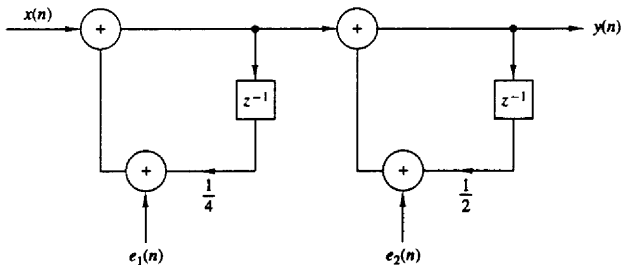 x(n)
+
+
y(n)
z⁻¹
z⁻¹
+
1/4
+
1/2
e₁(n)
e₂(n)